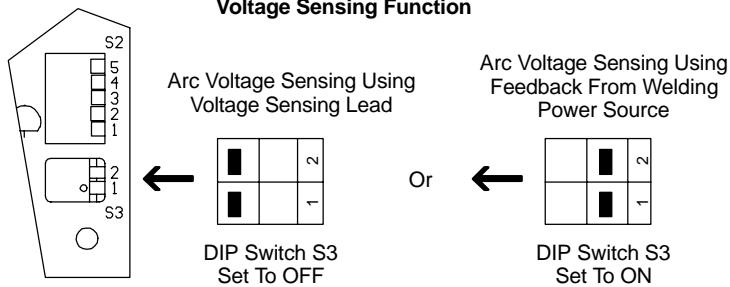 Voltage Sensing Function
S2
5
4
3
2
1
2
1
S3
Arc Voltage Sensing Using
Voltage Sensing Lead
2
1
DIP Switch S3
Set To OFF
Or
Arc Voltage Sensing Using
Feedback From Welding
Power Source
2
1
DIP Switch S3
Set To ON